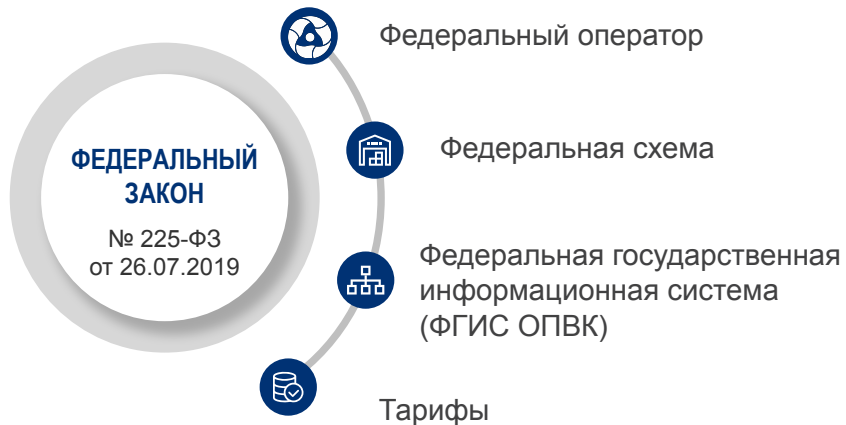 ФЕДЕРАЛЬНЫЙ
ЗАКОН
№ 225-ФЗ
от 26.07.2019
Федеральный оператор
Федеральная схема
Федеральная государственная
информационная система
(ФГИС ОПВК)
Тарифы